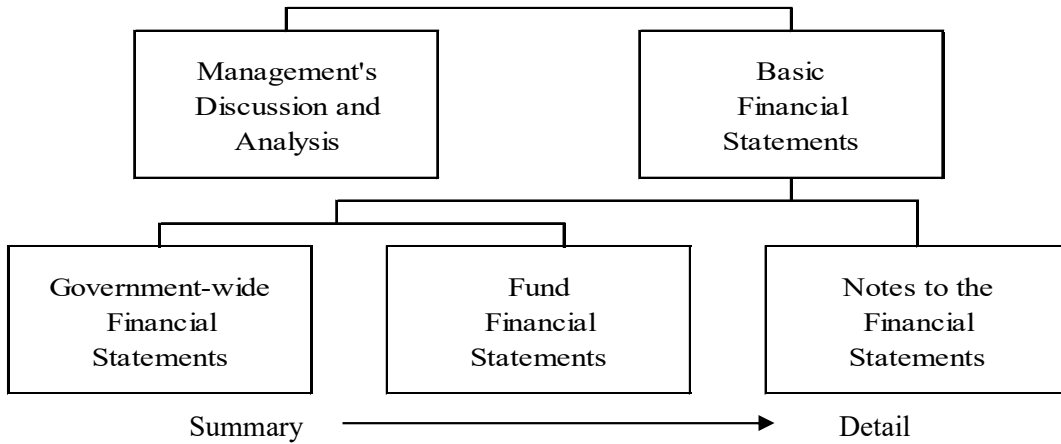 Management's
Discussion and
Analysis
Basic
Financial
Statements
Government-wide
Financial
Statements
Fund
Financial
Statements
Notes to the
Financial
Statements
Summary
Detail